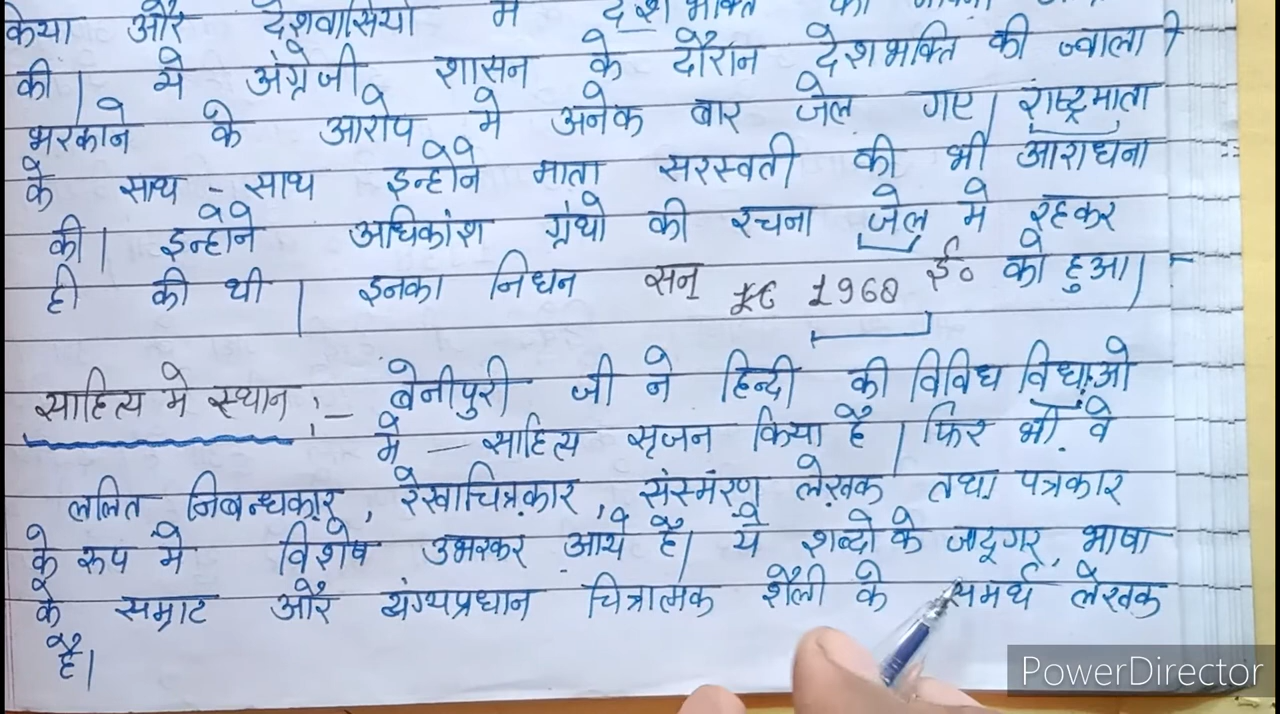 किया और देशवासियो मे देशभक्ति की
की। ये अंग्रेजी शासन के दौरान देशभक्ति की ज्वाला
भरकाने के आरोप मे अनेक बार जेल गए। राष्ट्रमाता
के साथ - साथ इन्होने माता सरस्वती की भी आराधना
की। इन्होने अधिकांश ग्रंथो की रचना जेल मे रहकर
ही की थी। इनका निधन सन् 1968 ई० को हुआ।
साहित्य मे स्थान :- बेनीपुरी जी ने हिन्दी की विविध विधाओ
मे - साहित्य सृजन किया है। फिर भी वे
ललित निबन्धकार, रेखाचित्रकार, संस्मंरण लेखक तथा पत्रकार
के रूप मे विशेष उभरकर आये है। ये शब्दो के जादूगर, भाषा
के सम्राट और यंग्यप्रधान चित्रात्मक शैली के समर्थ लेखक
है।
PowerDirector